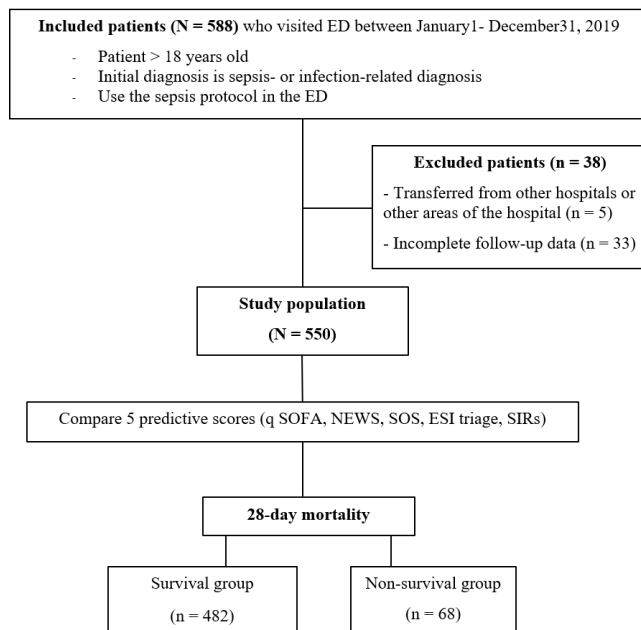 Included patients (N = 588) who visited ED between January1- December31, 2019
- Patient > 18 years old
- Initial diagnosis is sepsis- or infection-related diagnosis
- Use the sepsis protocol in the ED
Excluded patients (n = 38)
- Transferred from other hospitals or
other areas of the hospital (n = 5)
- Incomplete follow-up data (n = 33)
Study population
(N = 550)
Compare 5 predictive scores (q SOFA, NEWS, SOS, ESI triage, SIRs)
28-day mortality
Survival group
(n = 482)
Non-survival group
(n = 68)